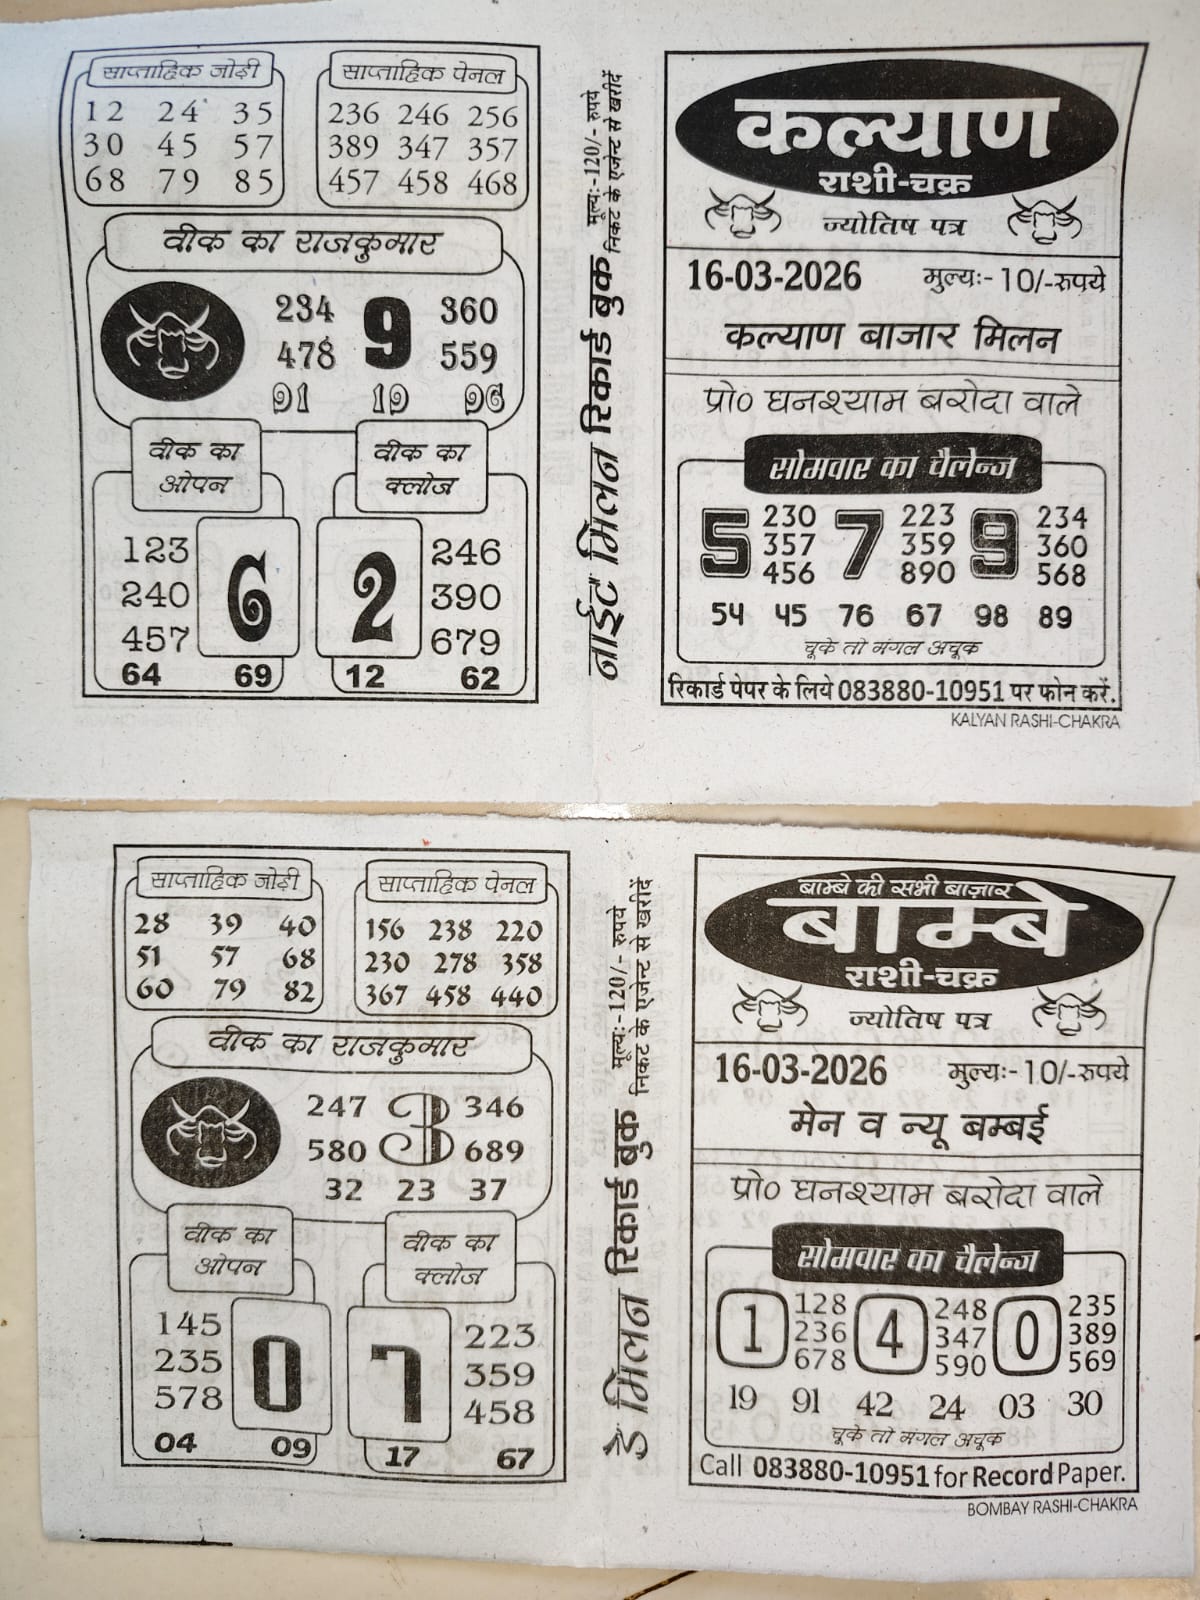 साप्ताहिक जोड़ी
12 24 35
30 45 57
68 79 85
साप्ताहिक पेनल
236 246 256
389 347 357
457 458 468
वीक का राजकुमार
234 9 360
478 559
91 19 96
वीक का
ओपन
123
240
457
6
64 69
वीक का
क्लोज
2
246
390
679
12 62
नाईट मिलन रिकार्ड बुक
मूल्य:-120/- रुपये
निकट के एजेन्ट से खरीदें
कल्याण
राशी-चक्र
ज्योतिष पत्र
16-03-2026 मुल्यः- 10/-रुपये
कल्याण बाजार मिलन
प्रो० घनश्याम बरोदा वाले
सोमवार का चैलेन्ज
5 7 9
230 223 234
357 359 360
456 890 568
54 45 76 67 98 89
चूके तो मंगल अचूक
रिकार्ड पेपर के लिये 083880-10951 पर फोन करें.
KALYAN RASHI-CHAKRA
साप्ताहिक जोड़ी
28 39 40
51 57 68
60 79 82
साप्ताहिक पेनल
156 238 220
230 278 358
367 458 440
वीक का राजकुमार
247 3 346
580 689
32 23 37
वीक का
ओपन
145
235
578
0
04 09
वीक का
क्लोज
7
223
359
458
17 67
डे मिलन रिकार्ड बुक
मूल्य:-120/- रुपये
निकट के एजेन्ट से खरीदें
बाम्बे की सभी बाज़ार
बाम्बे
राशी-चक्र
ज्योतिष पत्र
16-03-2026 मुल्यः- 10/-रुपये
मेन व न्यू बम्बई
प्रो० घनश्याम बरोदा वाले
सोमवार का चैलेन्ज
1 4 0
128 248 235
236 347 389
678 590 569
19 91 42 24 03 30
चूके तो मंगल अचूक
Call 083880-10951 for Record Paper.
BOMBAY RASHI-CHAKRA